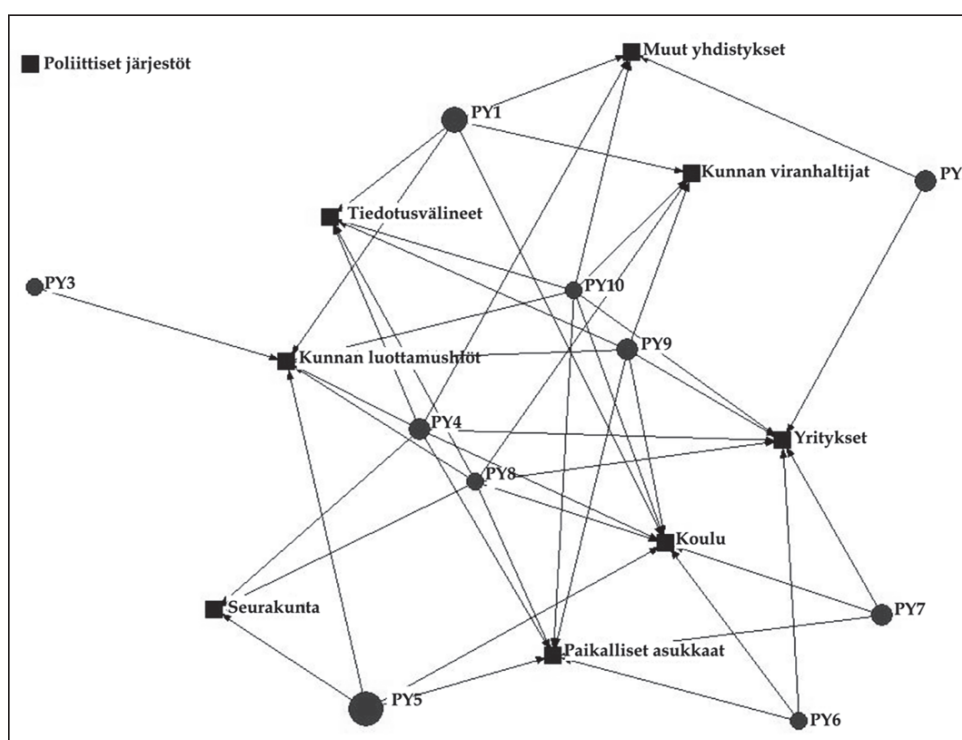 Muut yhdistykset
Poliittiset järjestöt
PY1
Kunnan viranhaltijat
PY
Tiedotusvälineet
PY3
PY10
PY9
Kunnan luottamushlöt
PY4
Yritykset
PY8
Koulu
Seurakunta
PY7
Paikalliset asukkaat
PY5
PY6